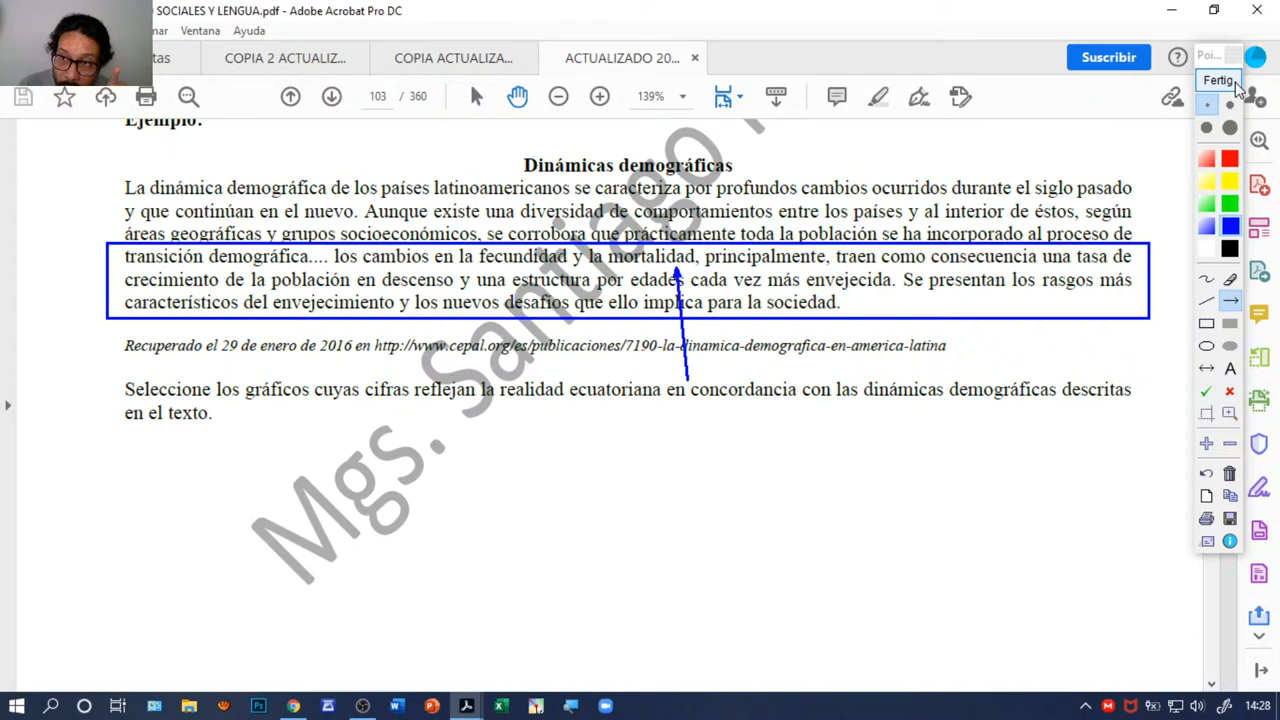 SOCIALES Y LENGUA.pdf - Adobe Acrobat Pro DC
Ventana Ayuda
COPIA 2 ACTUALIZ...
COPIA ACTUALIZA...
ACTUALIZADO 20...
Suscribir
Poi...
Fertig
103 / 360
139%
Ejemplo:
Dinámicas demográficas
La dinámica demográfica de los países latinoamericanos se caracteriza por profundos cambios ocurridos durante el siglo pasado
y que continúan en el nuevo. Aunque existe una diversidad de comportamientos entre los países y al interior de éstos, según
áreas geográficas y grupos socioeconómicos, se corrobora que prácticamente toda la población se ha incorporado al proceso de
transición demográfica.... los cambios en la fecundidad y la mortalidad, principalmente, traen como consecuencia una tasa de
crecimiento de la población en descenso y una estructura por edades cada vez más envejecida. Se presentan los rasgos más
característicos del envejecimiento y los nuevos desafíos que ello implica para la sociedad.
Recuperado el 29 de enero de 2016 en http://www.cepal.org/es/publicaciones/7190-la-dinamica-demografica-en-america-latina
Seleccione los gráficos cuyas cifras reflejan la realidad ecuatoriana en concordancia con las dinámicas demográficas descritas
en el texto.
Mgs. Santiago
14:28